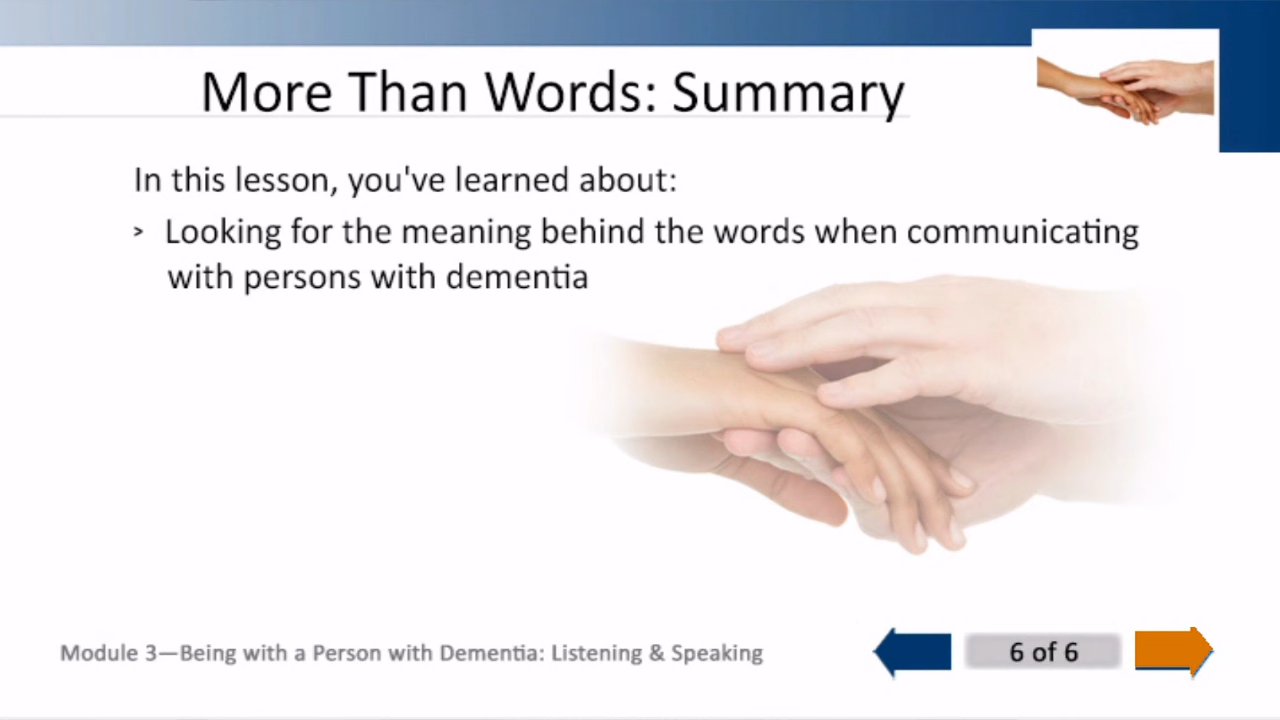 More Than Words: Summary
In this lesson, you've learned about:
> Looking for the meaning behind the words when communicating
with persons with dementia
Module 3—Being with a Person with Dementia: Listening & Speaking
6 of 6